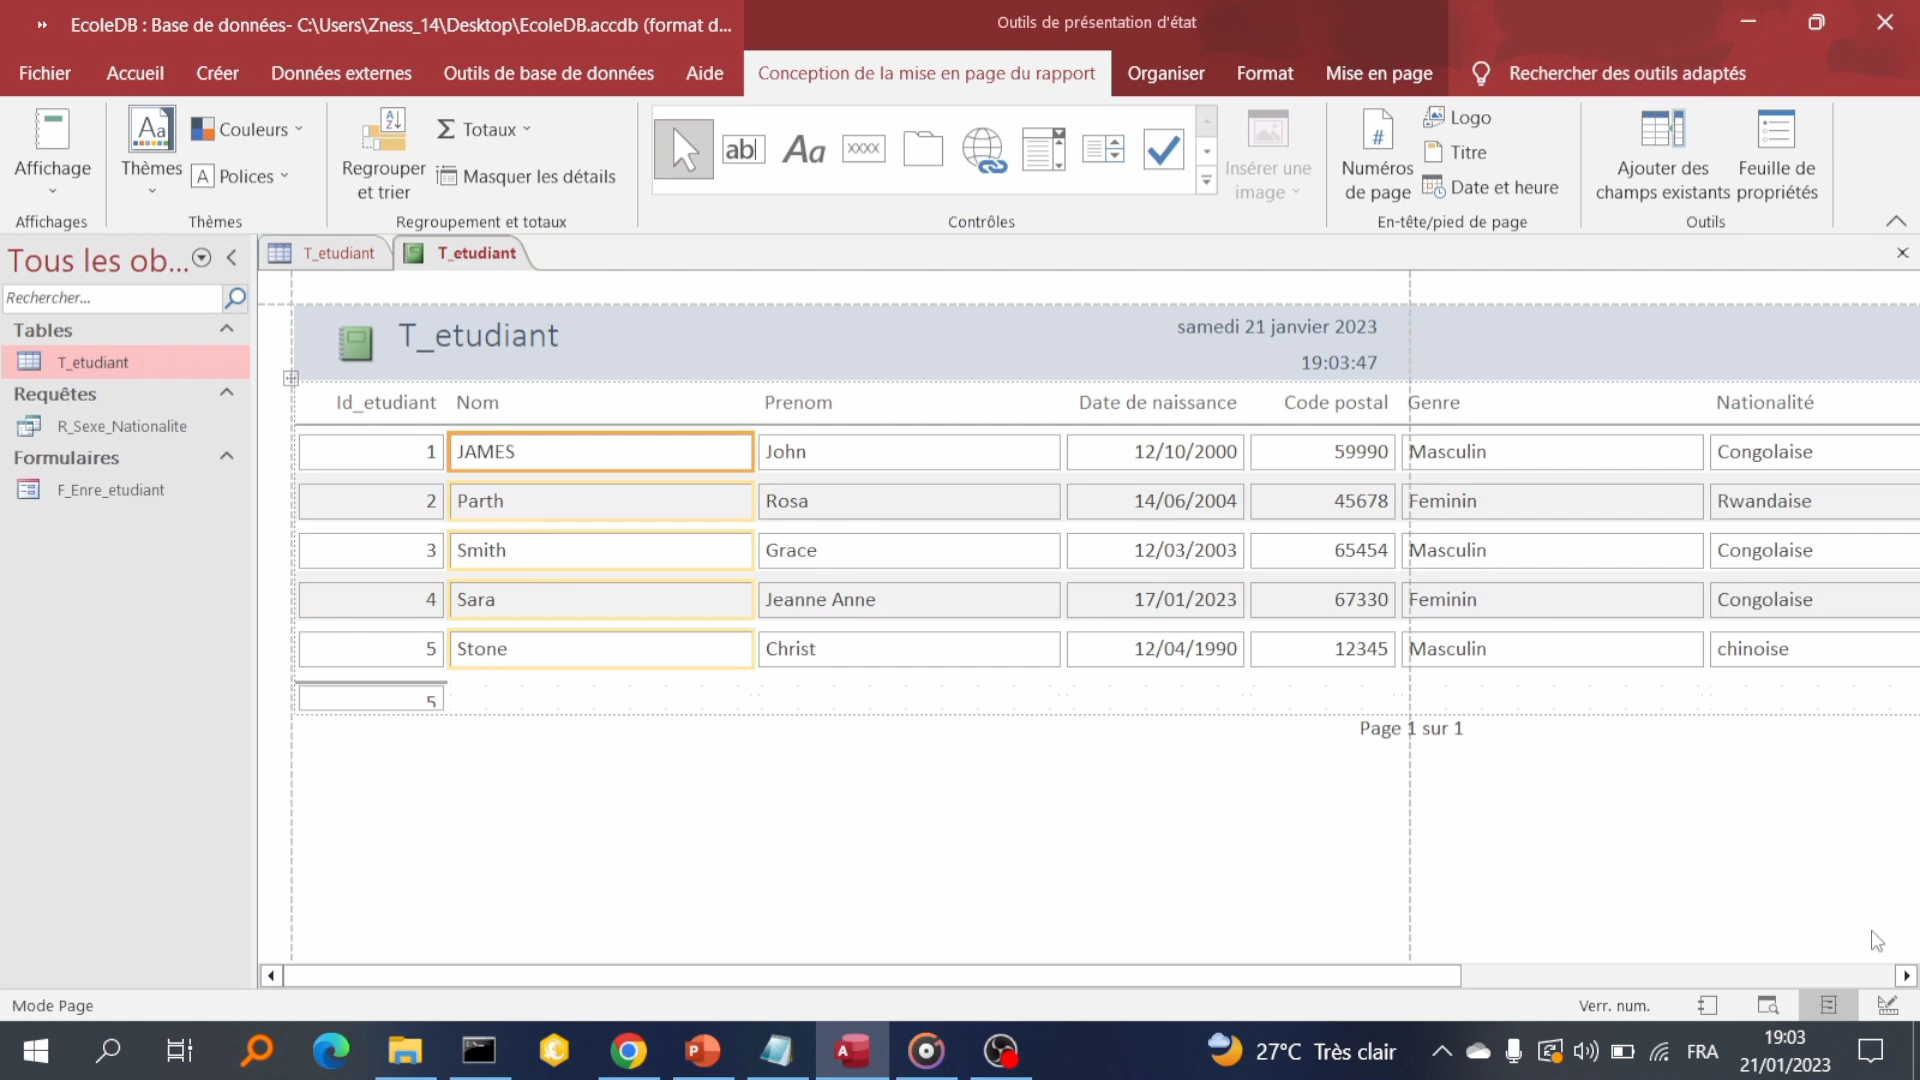 EcoleDB : Base de données- C:\Users\Zness_14\Desktop\EcoleDB.accdb (format d...
Outils de présentation d'état
Fichier Accueil Créer Données externes Outils de base de données Aide Conception de la mise en page du rapport Organiser Format Mise en page Rechercher des outils adaptés
Affichage
Affichages
Aa
Thèmes
Couleurs
A Polices
Thèmes
Regrouper
et trier
Σ Totaux
Masquer les détails
Regroupement et totaux
ab Aa XXXX
Contrôles
Insérer une
image
#
Numéros
de page
Logo
Titre
Date et heure
En-tête/pied de page
Ajouter des
champs existants
Feuille de
propriétés
Outils
Tous les ob...
Rechercher...
Tables
T_etudiant
Requêtes
R_Sexe_Nationalite
Formulaires
F_Enre_etudiant
T_etudiant T_etudiant
T_etudiant
samedi 21 janvier 2023
19:03:47
Id_etudiant Nom Prenom Date de naissance Code postal Genre Nationalité
1 JAMES John 12/10/2000 59990 Masculin Congolaise
2 Parth Rosa 14/06/2004 45678 Feminin Rwandaise
3 Smith Grace 12/03/2003 65454 Masculin Congolaise
4 Sara Jeanne Anne 17/01/2023 67330 Feminin Congolaise
5 Stone Christ 12/04/1990 12345 Masculin chinoise
5
Page 1 sur 1
Mode Page
Verr. num.
27°C Très clair
FRA
19:03
21/01/2023